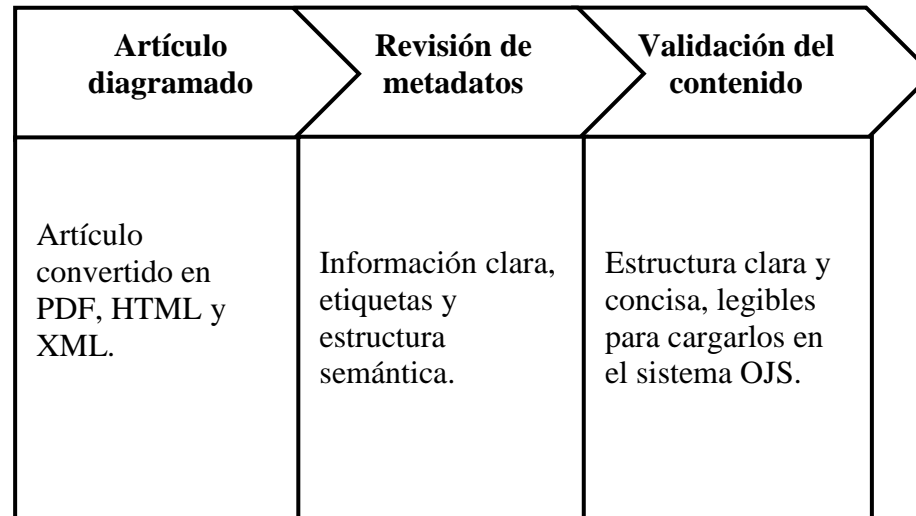 Artículo
diagramado
Revisión de
metadatos
Validación del
contenido
Artículo
convertido en
PDF, HTML y
XML.
Información clara,
etiquetas y
estructura
semántica.
Estructura clara y
concisa, legibles
para cargarlos en
el sistema OJS.